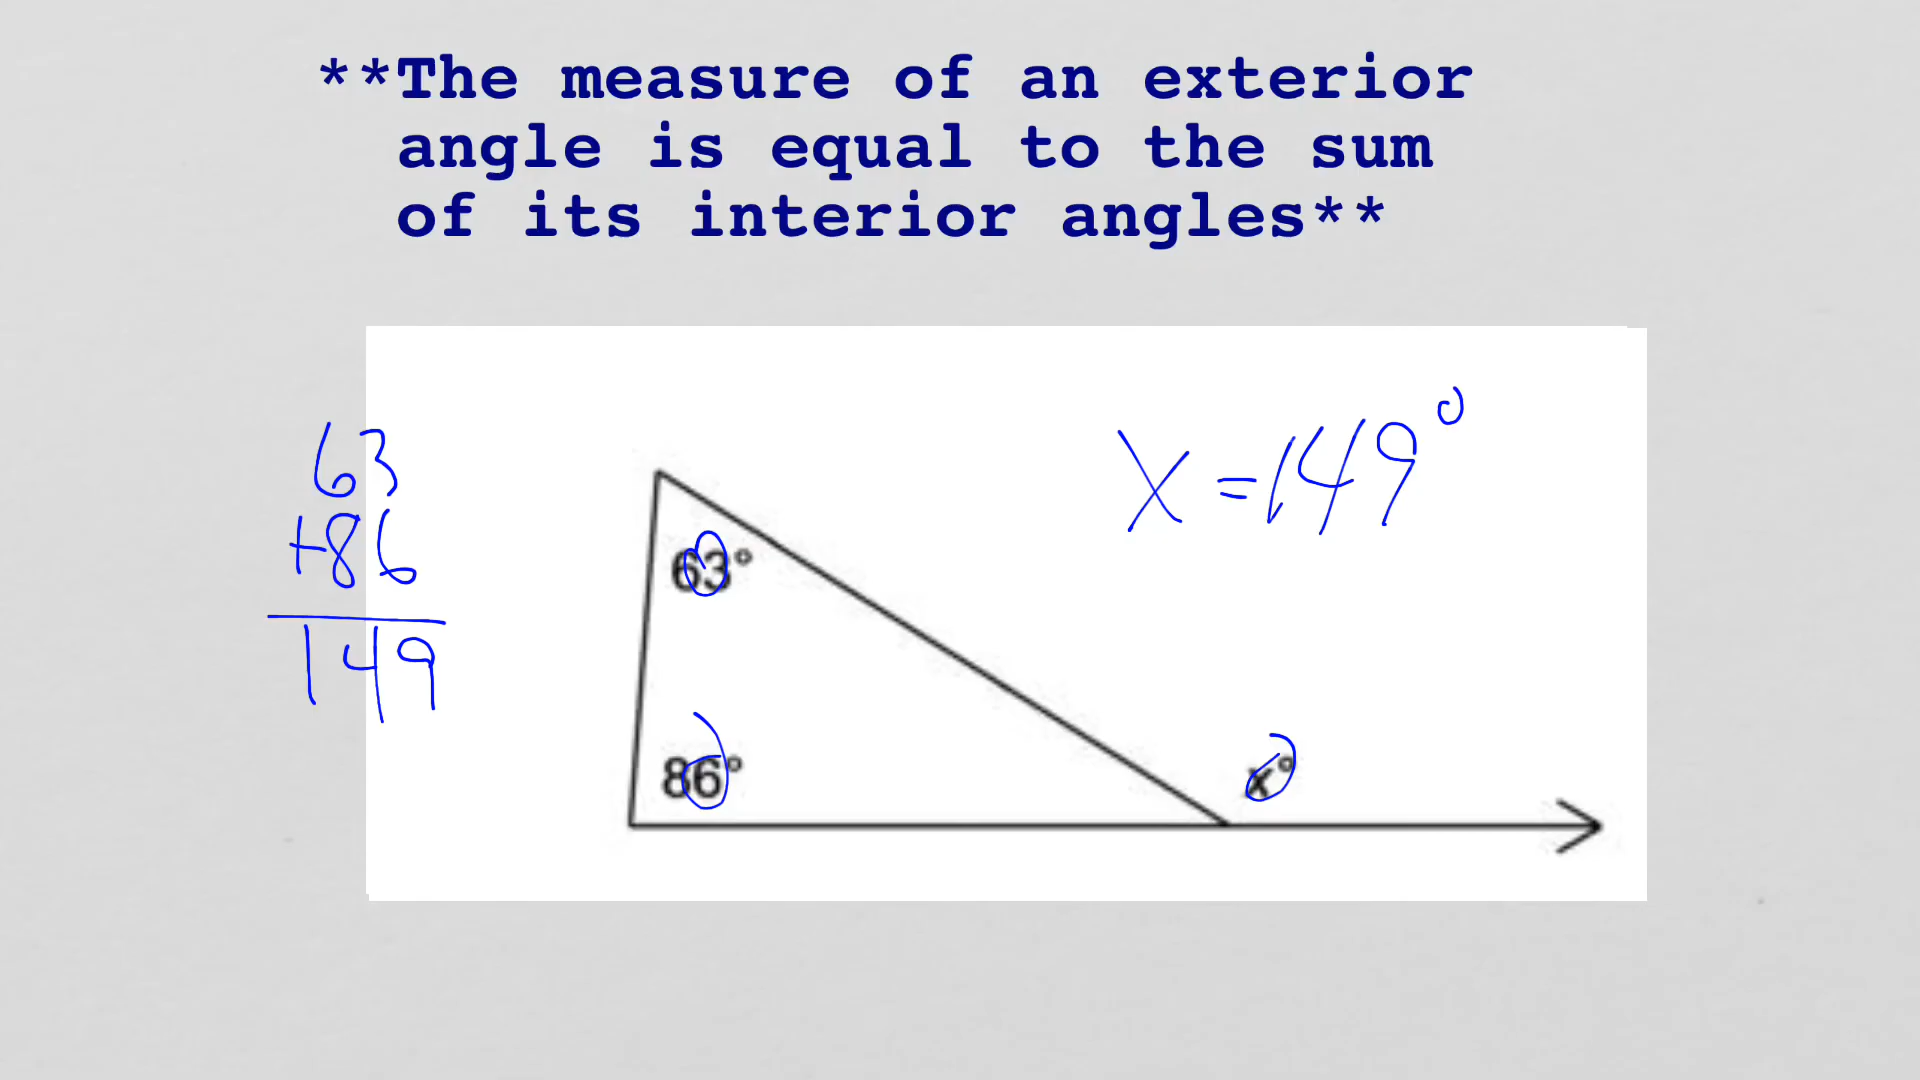 **The measure of an exterior
angle is equal to the sum
of its interior angles**
63
+86
149
X = 149°
63°
86°
x°